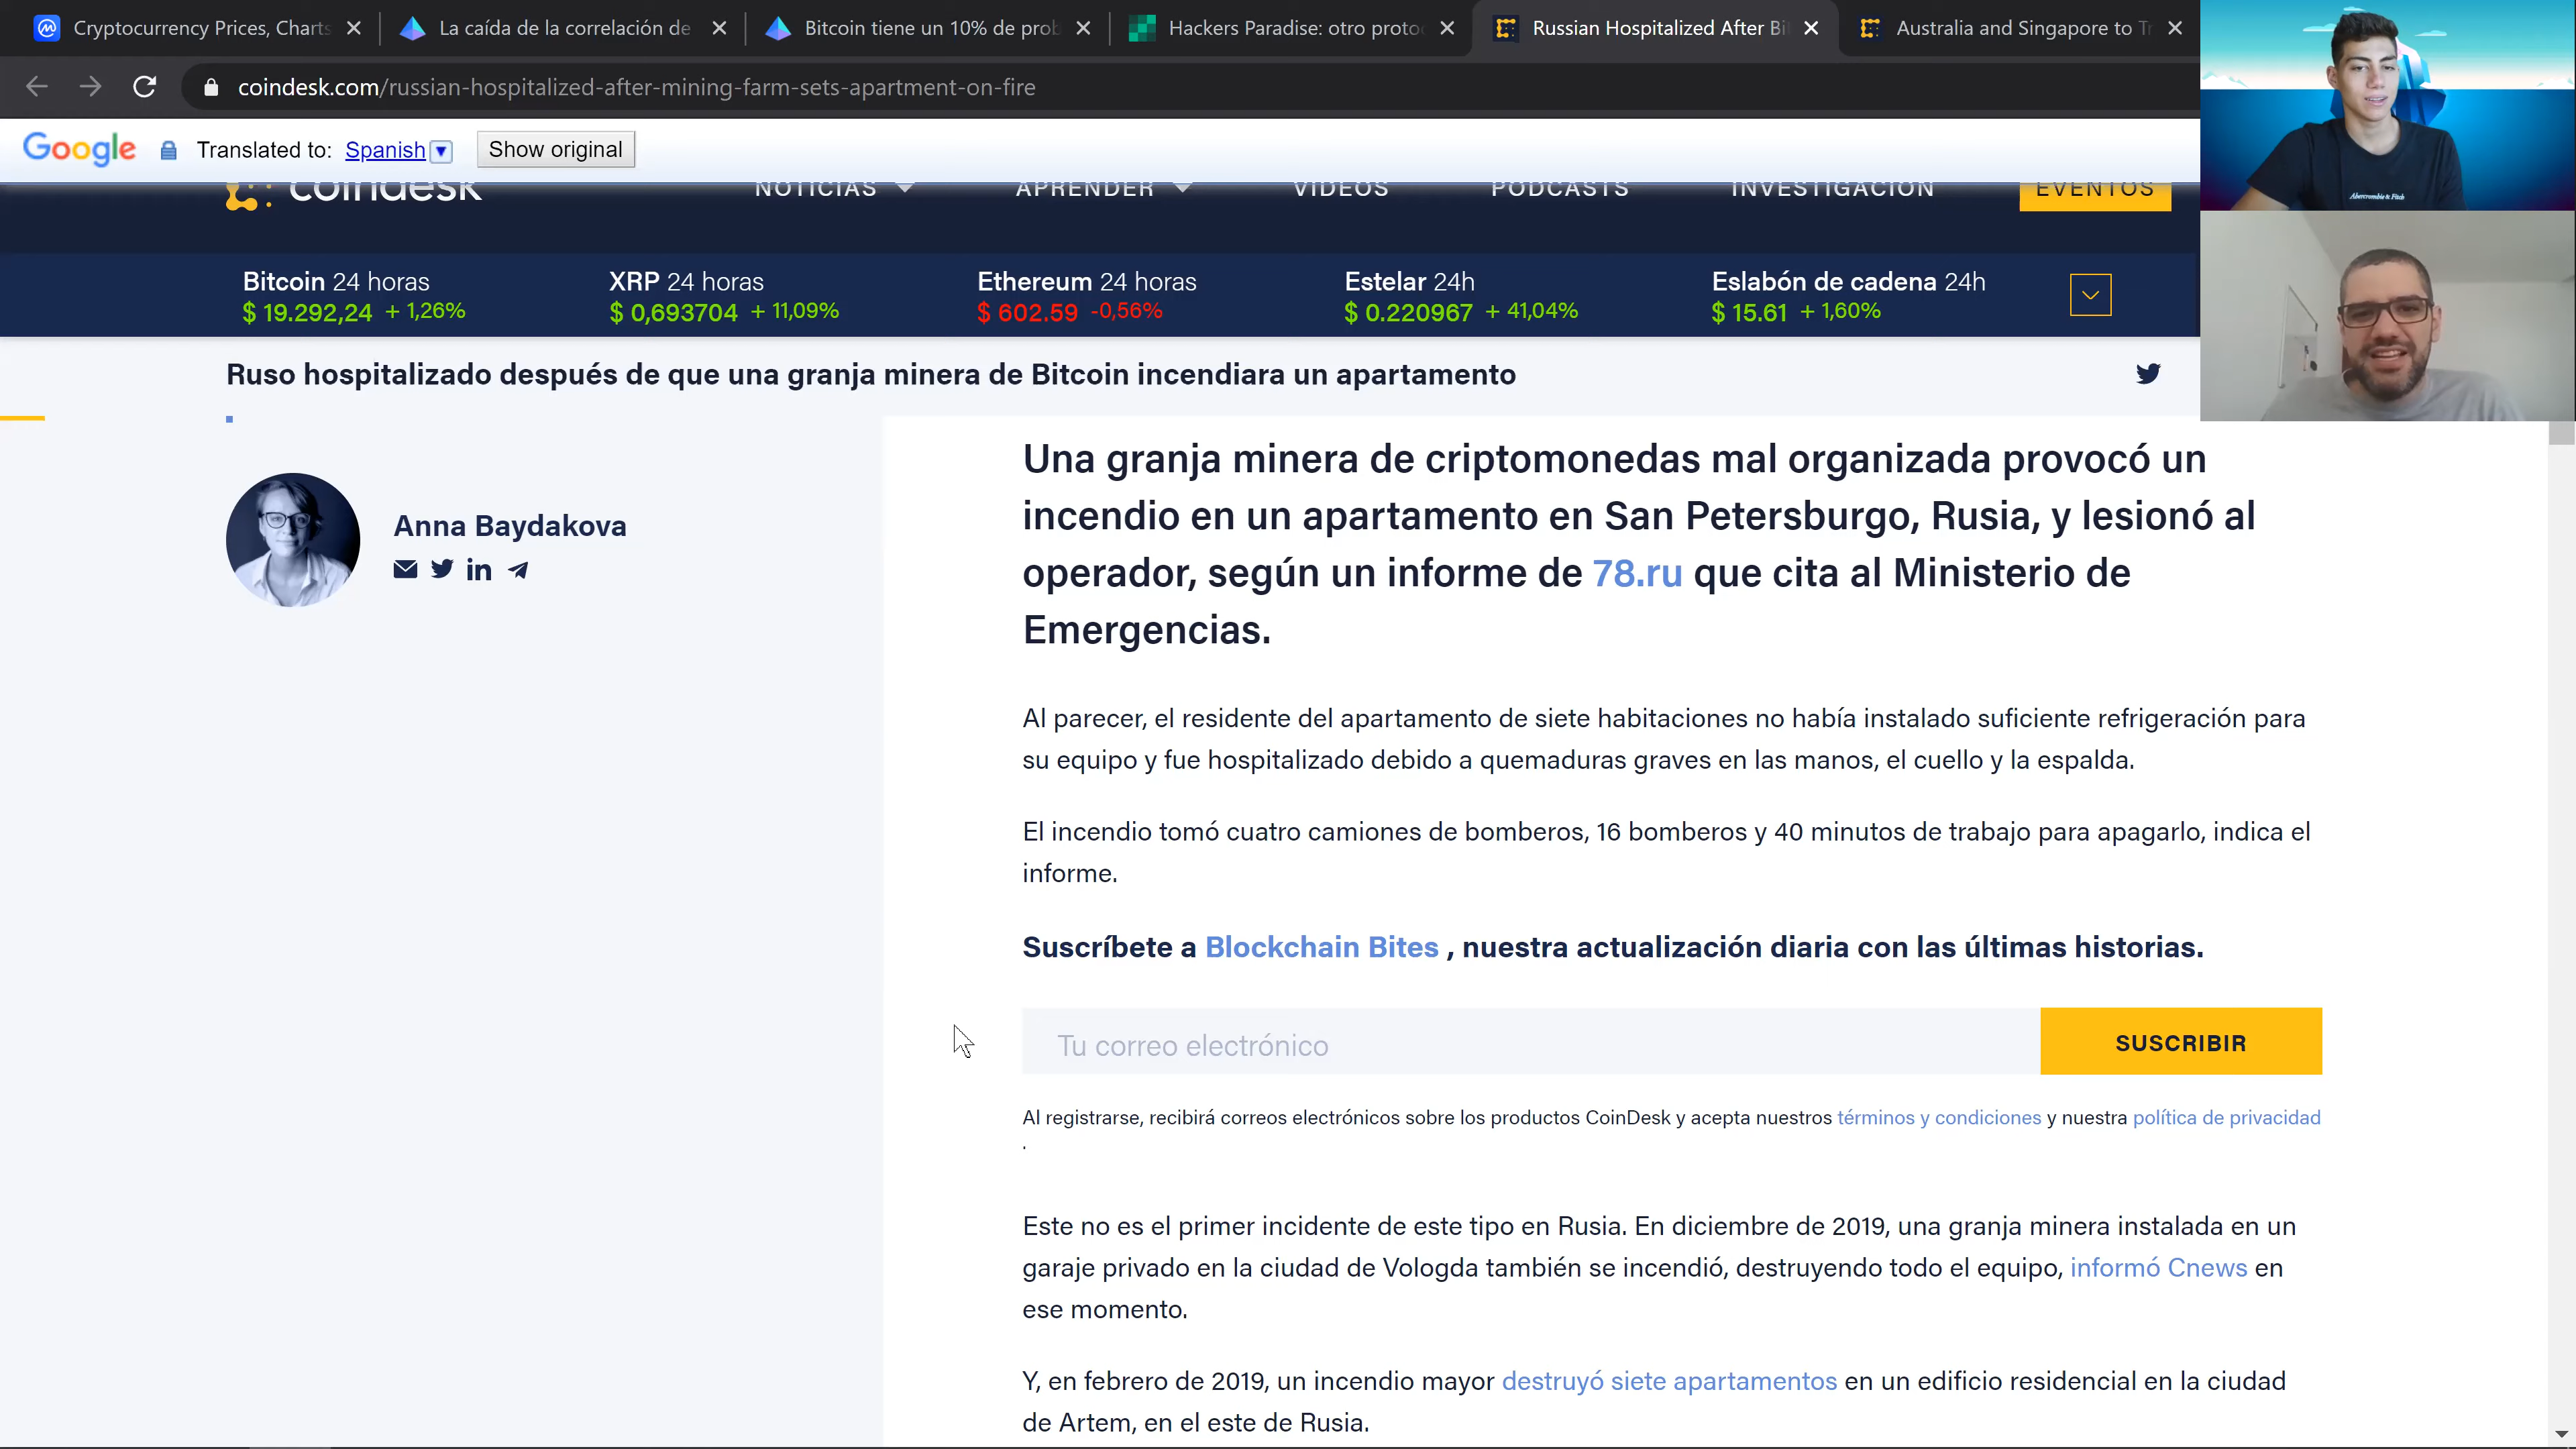 Cryptocurrency Prices, Charts
La caída de la correlación de
Bitcoin tiene un 10% de prob
Hackers Paradise: otro proto
Russian Hospitalized After Bi
Australia and Singapore to Tr
coindesk.com/russian-hospitalized-after-mining-farm-sets-apartment-on-fire
Google Translated to: Spanish Show original
coindesk NOTICIAS APRENDER VIDEOS PODCASTS INVESTIGACIÓN EVENTOS
Bitcoin 24 horas
$ 19.292,24 + 1,26%
XRP 24 horas
$ 0,693704 + 11,09%
Ethereum 24 horas
$ 602.59 -0,56%
Estelar 24h
$ 0.220967 + 41,04%
Eslabón de cadena 24h
$ 15.61 + 1,60%
Ruso hospitalizado después de que una granja minera de Bitcoin incendiara un apartamento
Anna Baydakova
Una granja minera de criptomonedas mal organizada provocó un
incendio en un apartamento en San Petersburgo, Rusia, y lesionó al
operador, según un informe de 78.ru que cita al Ministerio de
Emergencias.
Al parecer, el residente del apartamento de siete habitaciones no había instalado suficiente refrigeración para
su equipo y fue hospitalizado debido a quemaduras graves en las manos, el cuello y la espalda.
El incendio tomó cuatro camiones de bomberos, 16 bomberos y 40 minutos de trabajo para apagarlo, indica el
informe.
Suscríbete a Blockchain Bites , nuestra actualización diaria con las últimas historias.
Tu correo electrónico
SUSCRIBIR
Al registrarse, recibirá correos electrónicos sobre los productos CoinDesk y acepta nuestros términos y condiciones y nuestra política de privacidad
.
Este no es el primer incidente de este tipo en Rusia. En diciembre de 2019, una granja minera instalada en un
garaje privado en la ciudad de Vologda también se incendió, destruyendo todo el equipo, informó Cnews en
ese momento.
Y, en febrero de 2019, un incendio mayor destruyó siete apartamentos en un edificio residencial en la ciudad
de Artem, en el este de Rusia.
Abercrombie & Fitch